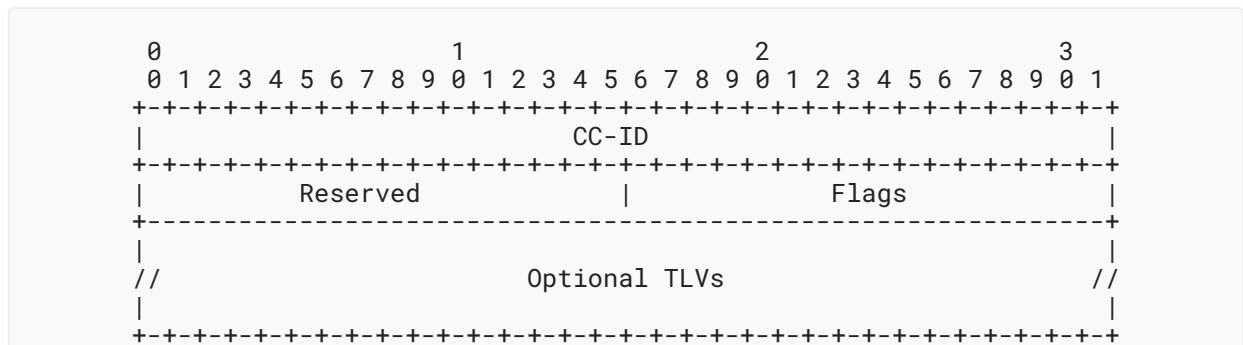 0                   1                   2                   3
 0 1 2 3 4 5 6 7 8 9 0 1 2 3 4 5 6 7 8 9 0 1 2 3 4 5 6 7 8 9 0 1
+-+-+-+-+-+-+-+-+-+-+-+-+-+-+-+-+-+-+-+-+-+-+-+-+-+-+-+-+-+-+-+-+
|                            CC-ID                              |
+-+-+-+-+-+-+-+-+-+-+-+-+-+-+-+-+-+-+-+-+-+-+-+-+-+-+-+-+-+-+-+-+
|          Reserved             |             Flags             |
+---------------------------------------------------------------+
|                                                               |
//                        Optional TLVs                        //
|                                                               |
+-+-+-+-+-+-+-+-+-+-+-+-+-+-+-+-+-+-+-+-+-+-+-+-+-+-+-+-+-+-+-+-+